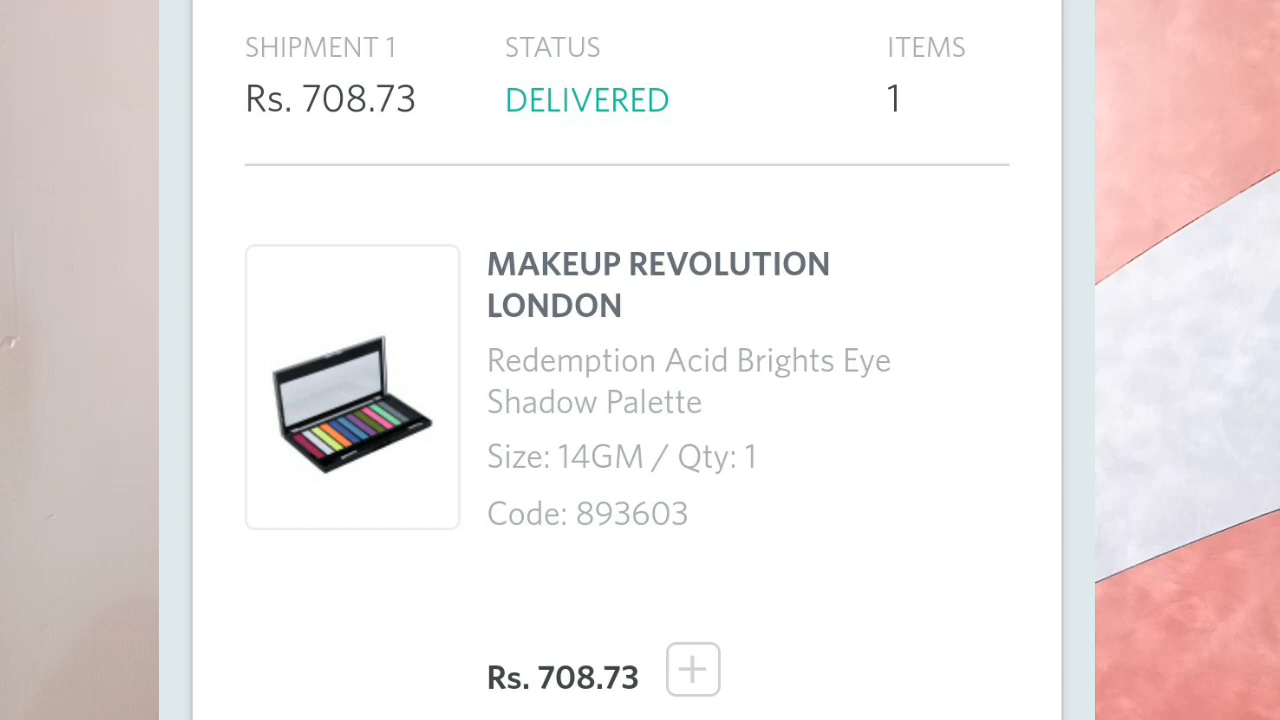 SHIPMENT 1 STATUS ITEMS
Rs. 708.73 DELIVERED 1
MAKEUP REVOLUTION
LONDON
Redemption Acid Brights Eye
Shadow Palette
Size: 14GM / Qty: 1
Code: 893603
Rs. 708.73 +